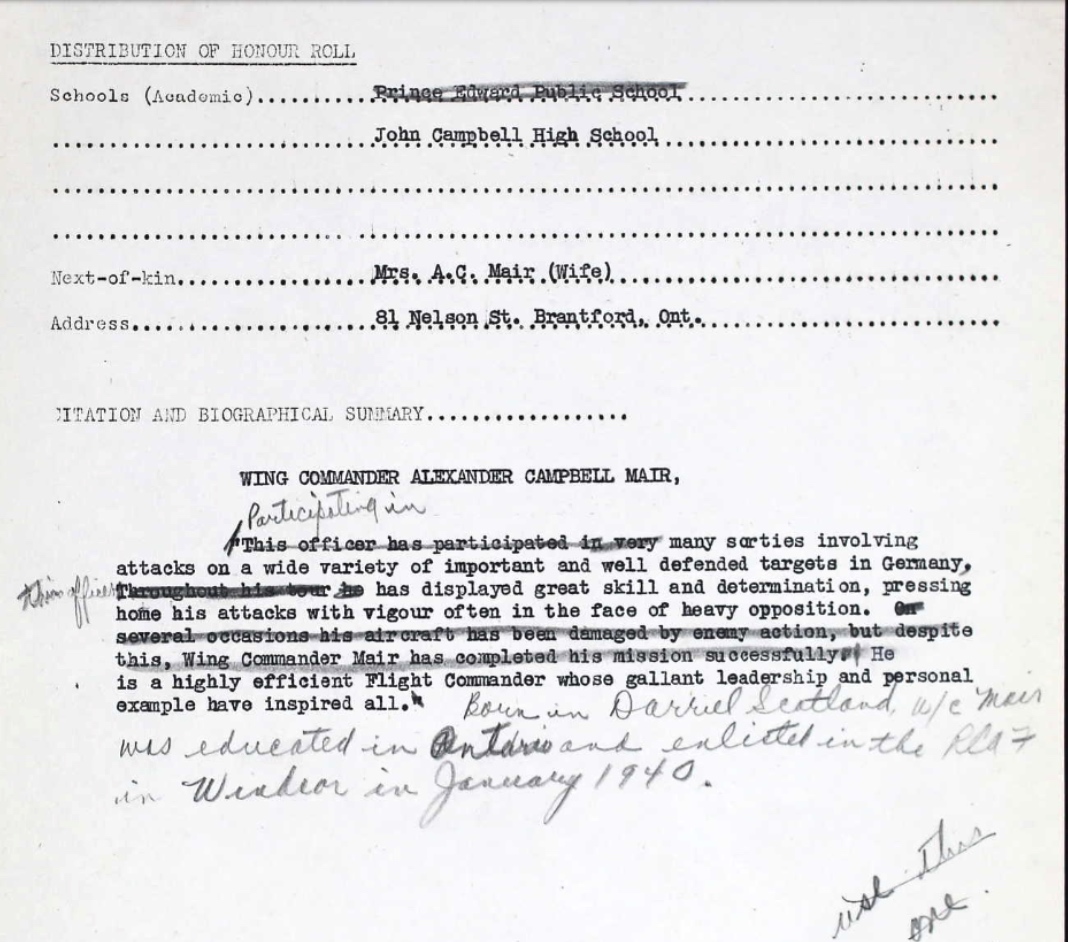 DISTRIBUTION OF HONOUR ROLL
Schools (Academic)..........Prince Edward Public School..............................
..............................John Campbell High School..............................
....................................................................................
....................................................................................
Next-of-kin..................Mrs. A.C. Mair (Wife)..................................
Address......................81 Nelson St. Brantford, Ont...........................
CITATION AND BIOGRAPHICAL SUMMARY..................
WING COMMANDER ALEXANDER CAMPBELL MAIR,
Participating in
"This officer has participated in very many sorties involving
attacks on a wide variety of important and well defended targets in Germany,
this officer Throughout his tour he has displayed great skill and determination, pressing
home his attacks with vigour often in the face of heavy opposition. On
several occasions his aircraft has been damaged by enemy action, but despite
this, Wing Commander Mair has completed his mission successfully. He
is a highly efficient Flight Commander whose gallant leadership and personal
example have inspired all." Born in Darriel Scotland, W/C Mair
was educated in Ontario and enlisted in the RCAF
in Windsor in January 1940.
use this
one.